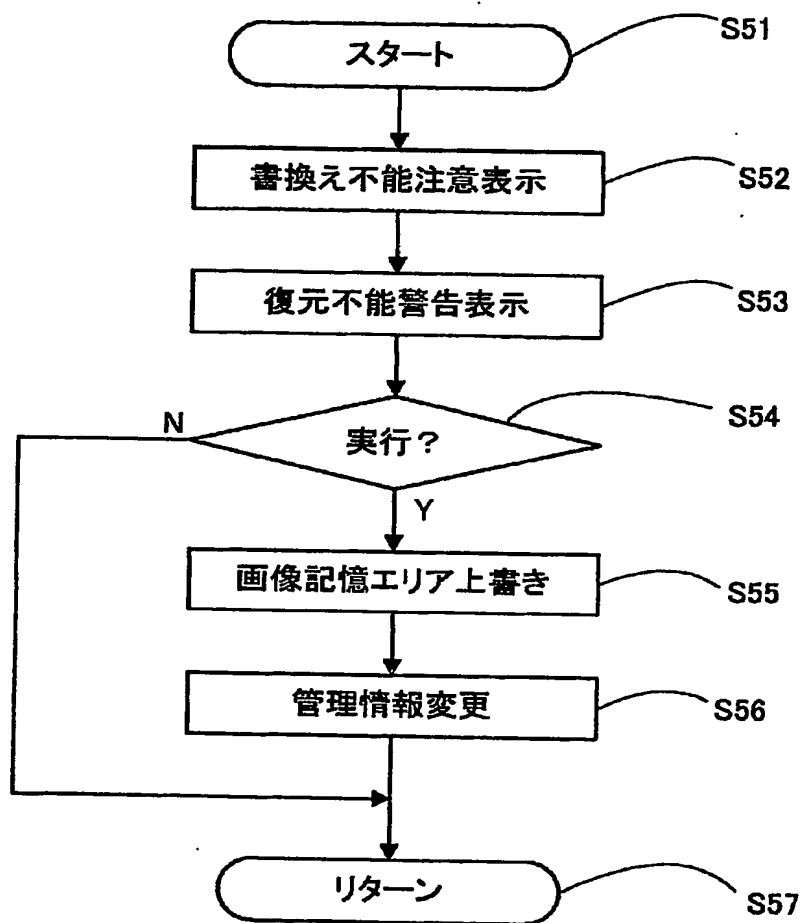 スタート
S51
書換え不能注意表示
S52
復元不能警告表示
S53
実行?
S54
N
Y
画像記憶エリア上書き
S55
管理情報変更
S56
リターン
S57